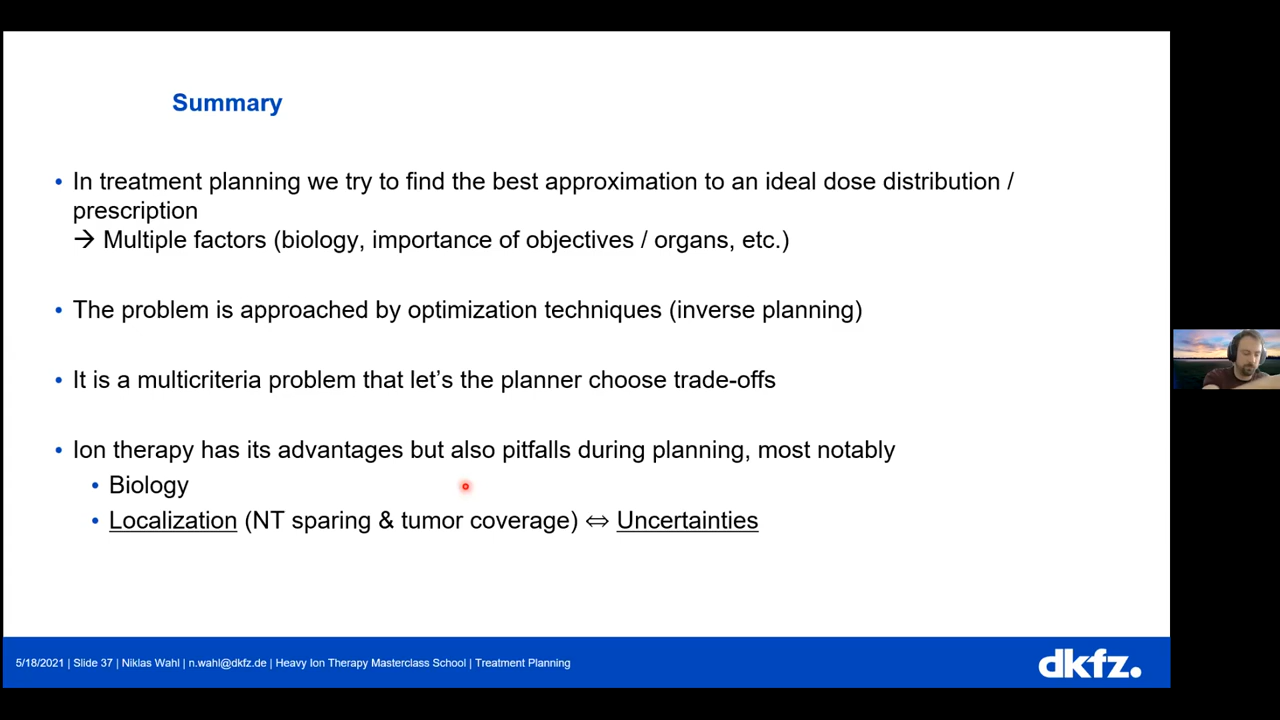 Summary
• In treatment planning we try to find the best approximation to an ideal dose distribution /
prescription
→ Multiple factors (biology, importance of objectives / organs, etc.)
• The problem is approached by optimization techniques (inverse planning)
• It is a multicriteria problem that let’s the planner choose trade-offs
• Ion therapy has its advantages but also pitfalls during planning, most notably
• Biology
• Localization (NT sparing & tumor coverage) ⇔ Uncertainties
5/18/2021 | Slide 37 | Niklas Wahl | n.wahl@dkfz.de | Heavy Ion Therapy Masterclass School | Treatment Planning
dkfz.